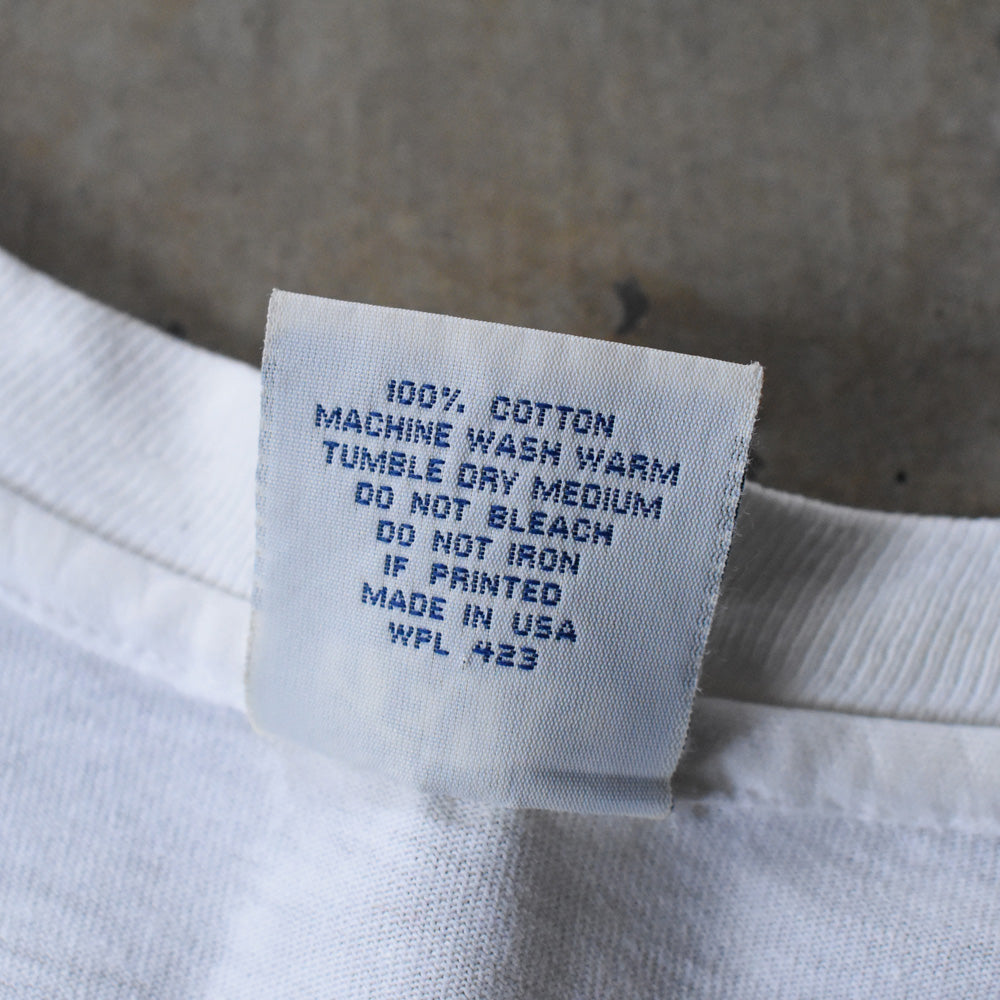 100% COTTON
MACHINE WASH WARM
TUMBLE DRY MEDIUM
DO NOT BLEACH
DO NOT IRON
IF PRINTED
MADE IN USA
WPL 423